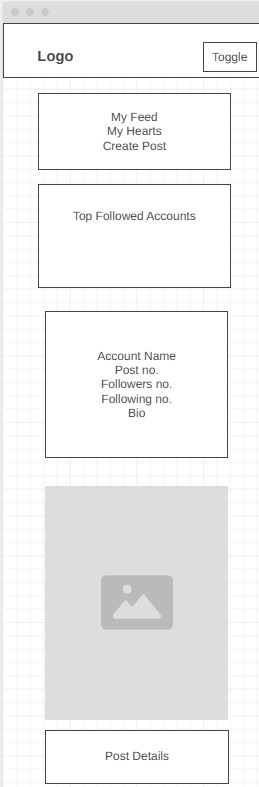 Logo
Toggle
My Feed
My Hearts
Create Post
Top Followed Accounts
Account Name
Post no.
Followers no.
Following no.
Bio
Post Details